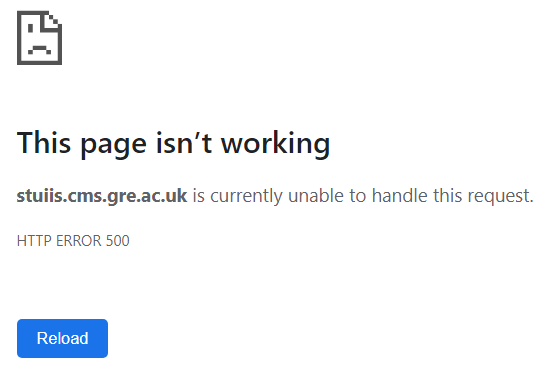 This page isn’t working
stuiis.cms.gre.ac.uk is currently unable to handle this request.
HTTP ERROR 500
Reload